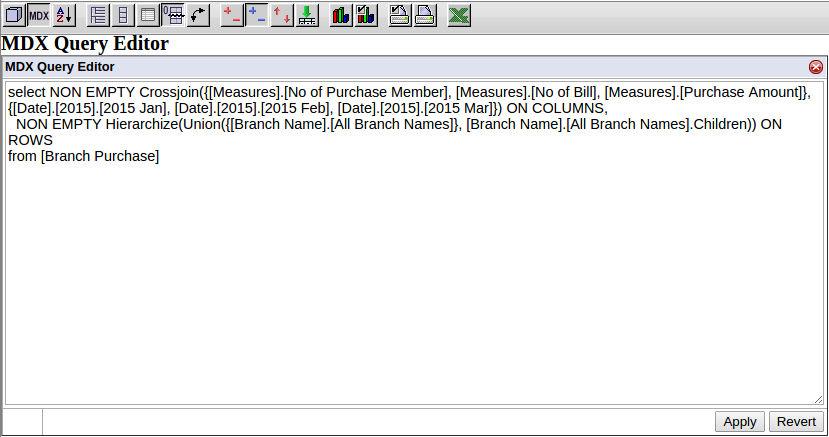 MDX
A
Z
0
MDX Query Editor
MDX Query Editor
select NON EMPTY Crossjoin({[Measures].[No of Purchase Member], [Measures].[No of Bill], [Measures].[Purchase Amount]},
{[Date].[2015].[2015 Jan], [Date].[2015].[2015 Feb], [Date].[2015].[2015 Mar]}) ON COLUMNS,
NON EMPTY Hierarchize(Union({[Branch Name].[All Branch Names]}, [Branch Name].[All Branch Names].Children)) ON
ROWS
from [Branch Purchase]
Apply Revert